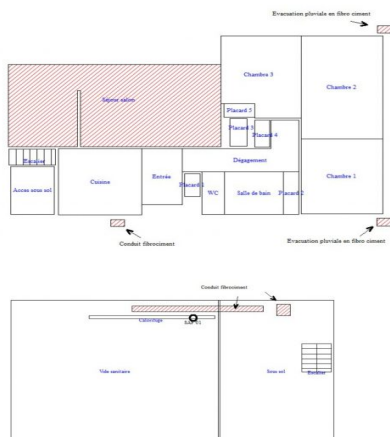 Evacuation pluviale en fibro ciment
Chambre 3
Chambre 2
Séjour salon
Placard 5
Placard 3
Placard 4
Escalier
Dégagement
Cuisine
Entrée
Chambre 1
Acces sous sol
Placard 1
WC
Salle de bain
Placard 2
Conduit fibrociment
Evacuation pluviale en fibro ciment
Conduit fibrociment
Calorifuge
Vide sanitaire
Sous sol
Escalier